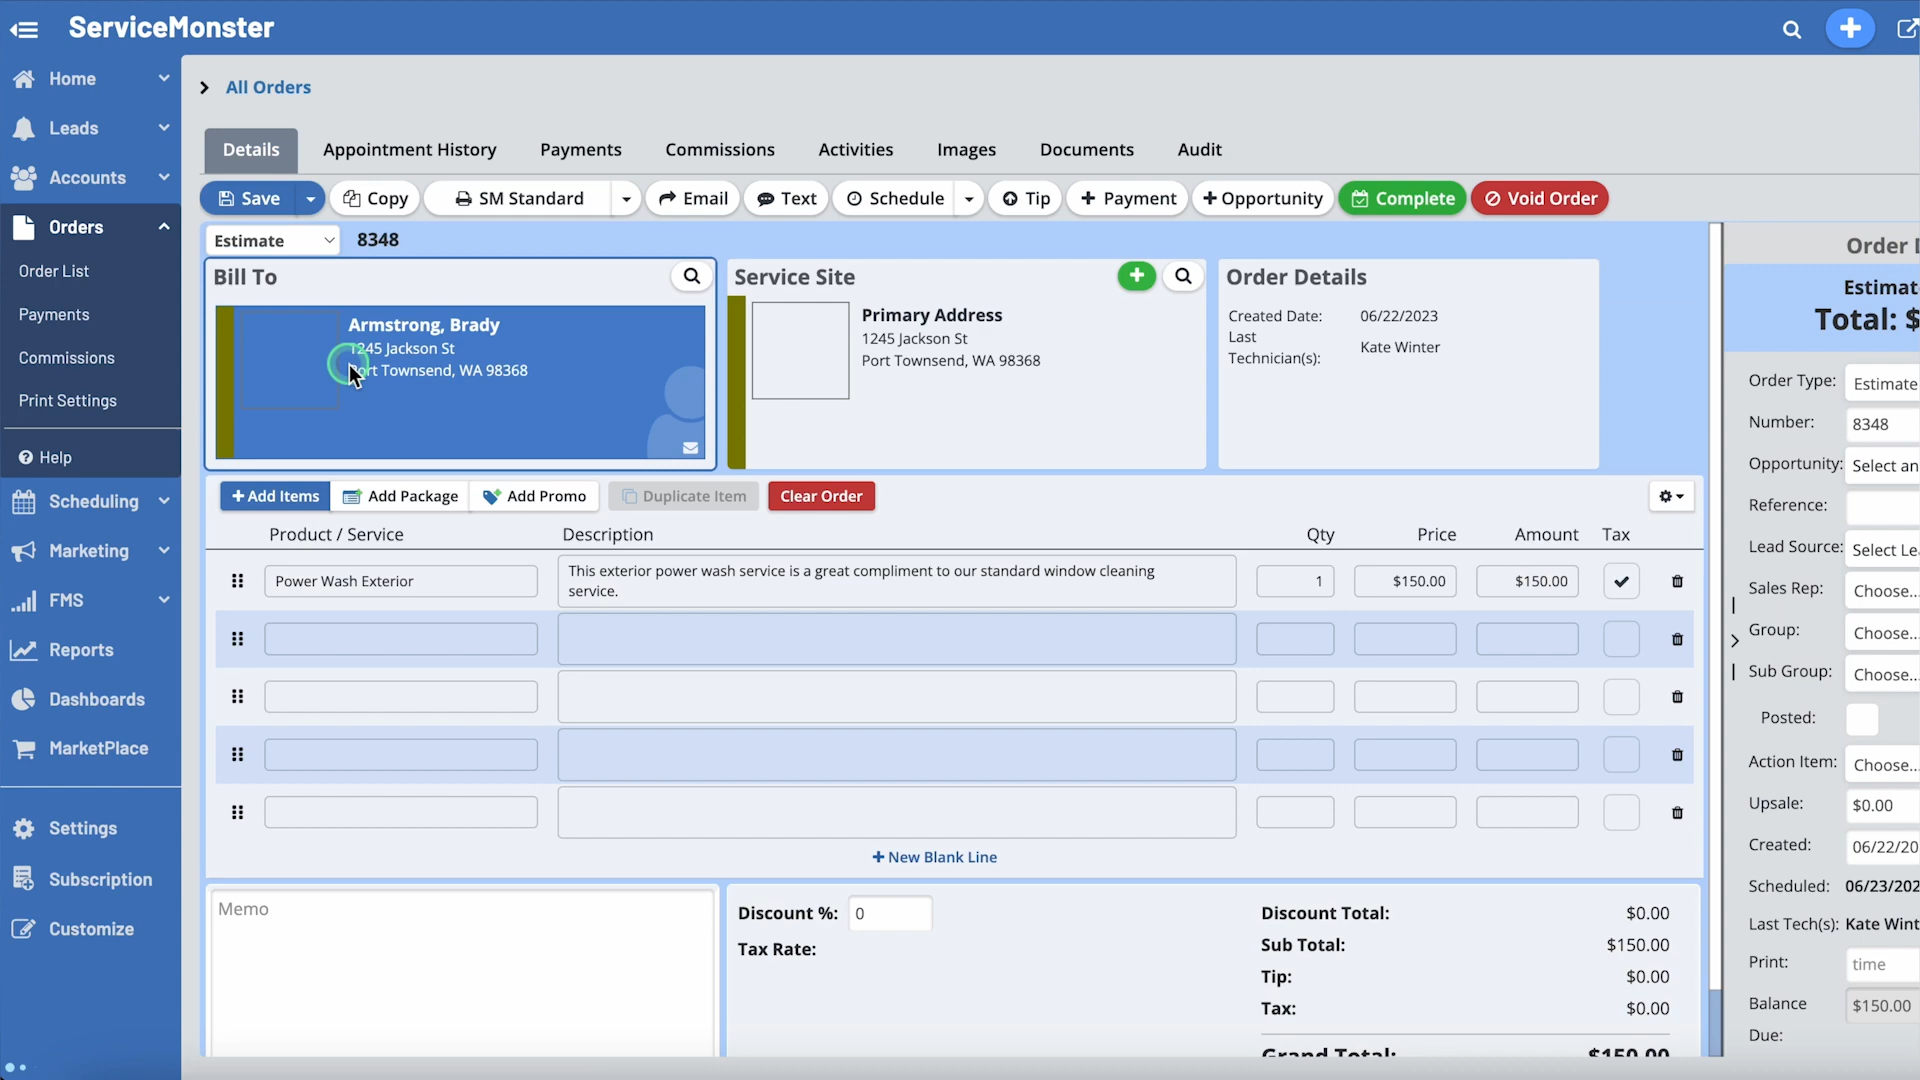 ServiceMonster
Home
Leads
Accounts
Orders
Order List
Payments
Commissions
Print Settings
Help
Scheduling
Marketing
FMS
Reports
Dashboards
MarketPlace
Settings
Subscription
Customize
All Orders
Details Appointment History Payments Commissions Activities Images Documents Audit
Save Copy SM Standard Email Text Schedule Tip + Payment + Opportunity Complete Void Order
Estimate 8348
Bill To
Armstrong, Brady
1245 Jackson St
Port Townsend, WA 98368
Service Site
Primary Address
1245 Jackson St
Port Townsend, WA 98368
Order Details
Created Date: 06/22/2023
Last
Technician(s): Kate Winter
+ Add Items Add Package Add Promo Duplicate Item Clear Order
Product / Service Description Qty Price Amount Tax
Power Wash Exterior
This exterior power wash service is a great compliment to our standard window cleaning
service.
1 $150.00 $150.00
+ New Blank Line
Memo
Discount %: 0
Tax Rate:
Discount Total: $0.00
Sub Total: $150.00
Tip: $0.00
Tax: $0.00
Grand Total: $150.00
Order
Estimat
Total: $
Order Type: Estimate
Number: 8348
Opportunity: Select an
Reference:
Lead Source: Select Le
Sales Rep: Choose...
Group: Choose...
Sub Group: Choose...
Posted:
Action Item: Choose...
Upsale: $0.00
Created: 06/22/20
Scheduled: 06/23/202
Last Tech(s): Kate Wint
Print: time
Balance
Due: $150.00